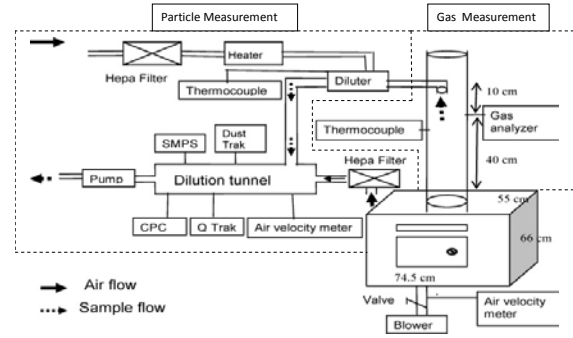 Particle Measurement
Gas Measurement
Hepa Filter
Heater
Thermocouple
Diluter
10 cm
Gas
analyzer
Thermocouple
40 cm
SMPS
Dust
Trak
Hepa Filter
Pump
Dilution tunnel
CPC
Q Trak
Air velocity meter
55 cm
66 cm
74.5 cm
Air flow
Sample flow
Valve
Blower
Air velocity
meter